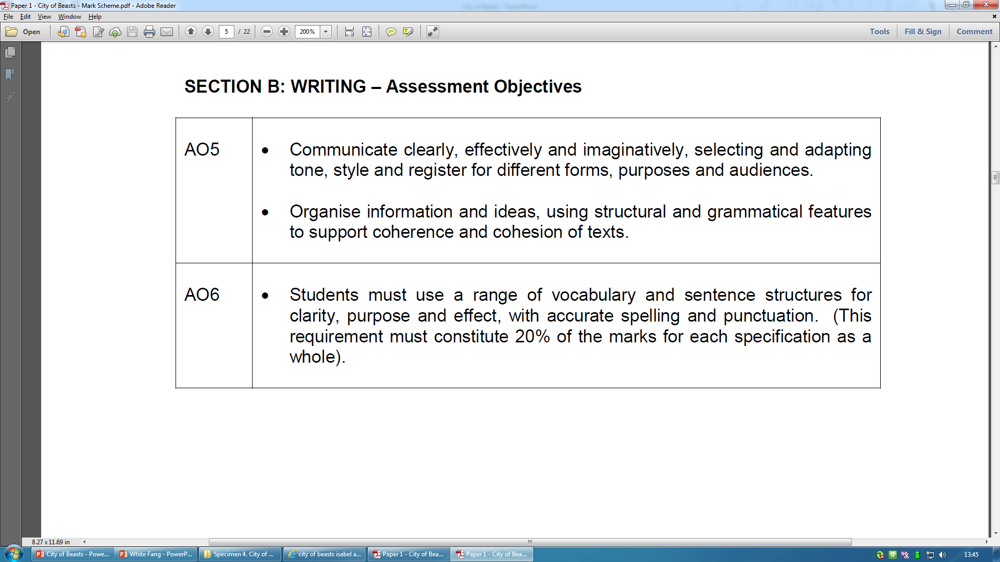 Paper 1 - City of Beasts - Mark Scheme.pdf - Adobe Reader
File Edit View Window Help
Open 5 / 22 200% Tools Fill & Sign Comment
SECTION B: WRITING – Assessment Objectives
AO5
• Communicate clearly, effectively and imaginatively, selecting and adapting
tone, style and register for different forms, purposes and audiences.
• Organise information and ideas, using structural and grammatical features
to support coherence and cohesion of texts.
AO6
• Students must use a range of vocabulary and sentence structures for
clarity, purpose and effect, with accurate spelling and punctuation. (This
requirement must constitute 20% of the marks for each specification as a
whole).
8.27 x 11.69 in
City of Beasts - Powe... White Fang - PowerP... Specimen 4. City of ... city of beasts isabel a... Paper 1 - City of Bea... Paper 1 - City of Bea... 13:45